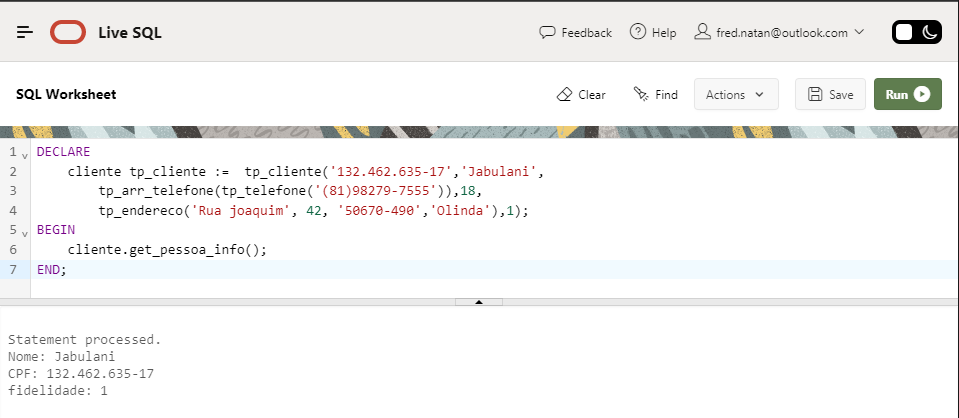 Live SQL
Feedback
Help
fred.natan@outlook.com
SQL Worksheet
Clear
Find
Actions
Save
Run
1 DECLARE
2 cliente tp_cliente :=  tp_cliente('132.462.635-17','Jabulani',
3 tp_arr_telefone(tp_telefone('(81)98279-7555')),18,
4 tp_endereco('Rua joaquim', 42, '50670-490','Olinda'),1);
5 BEGIN
6 cliente.get_pessoa_info();
7 END;
Statement processed.
Nome: Jabulani
CPF: 132.462.635-17
fidelidade: 1